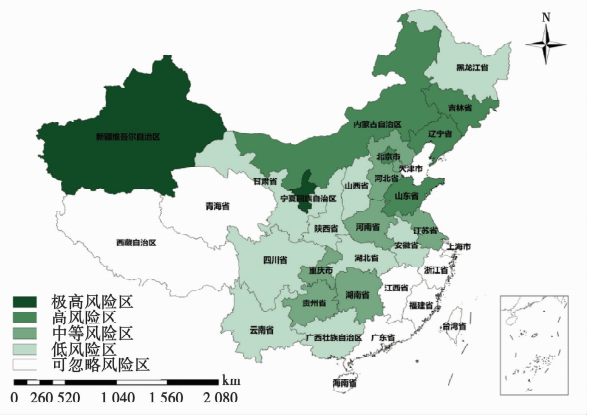 N
黑龙江省
吉林省
新疆维吾尔自治区
内蒙古自治区
辽宁省
北京市
天津市
甘肃省
河北省
山西省
宁夏回族自治区
山东省
青海省
陕西省
河南省
江苏省
西藏自治区
安徽省
上海市
四川省
湖北省
重庆市
浙江省
江西省
湖南省
贵州省
福建省
台湾省
云南省
广西壮族自治区
广东省
海南省
极高风险区
高风险区
中等风险区
低风险区
可忽略风险区
km
0 260 520 1 040 1 560 2 080